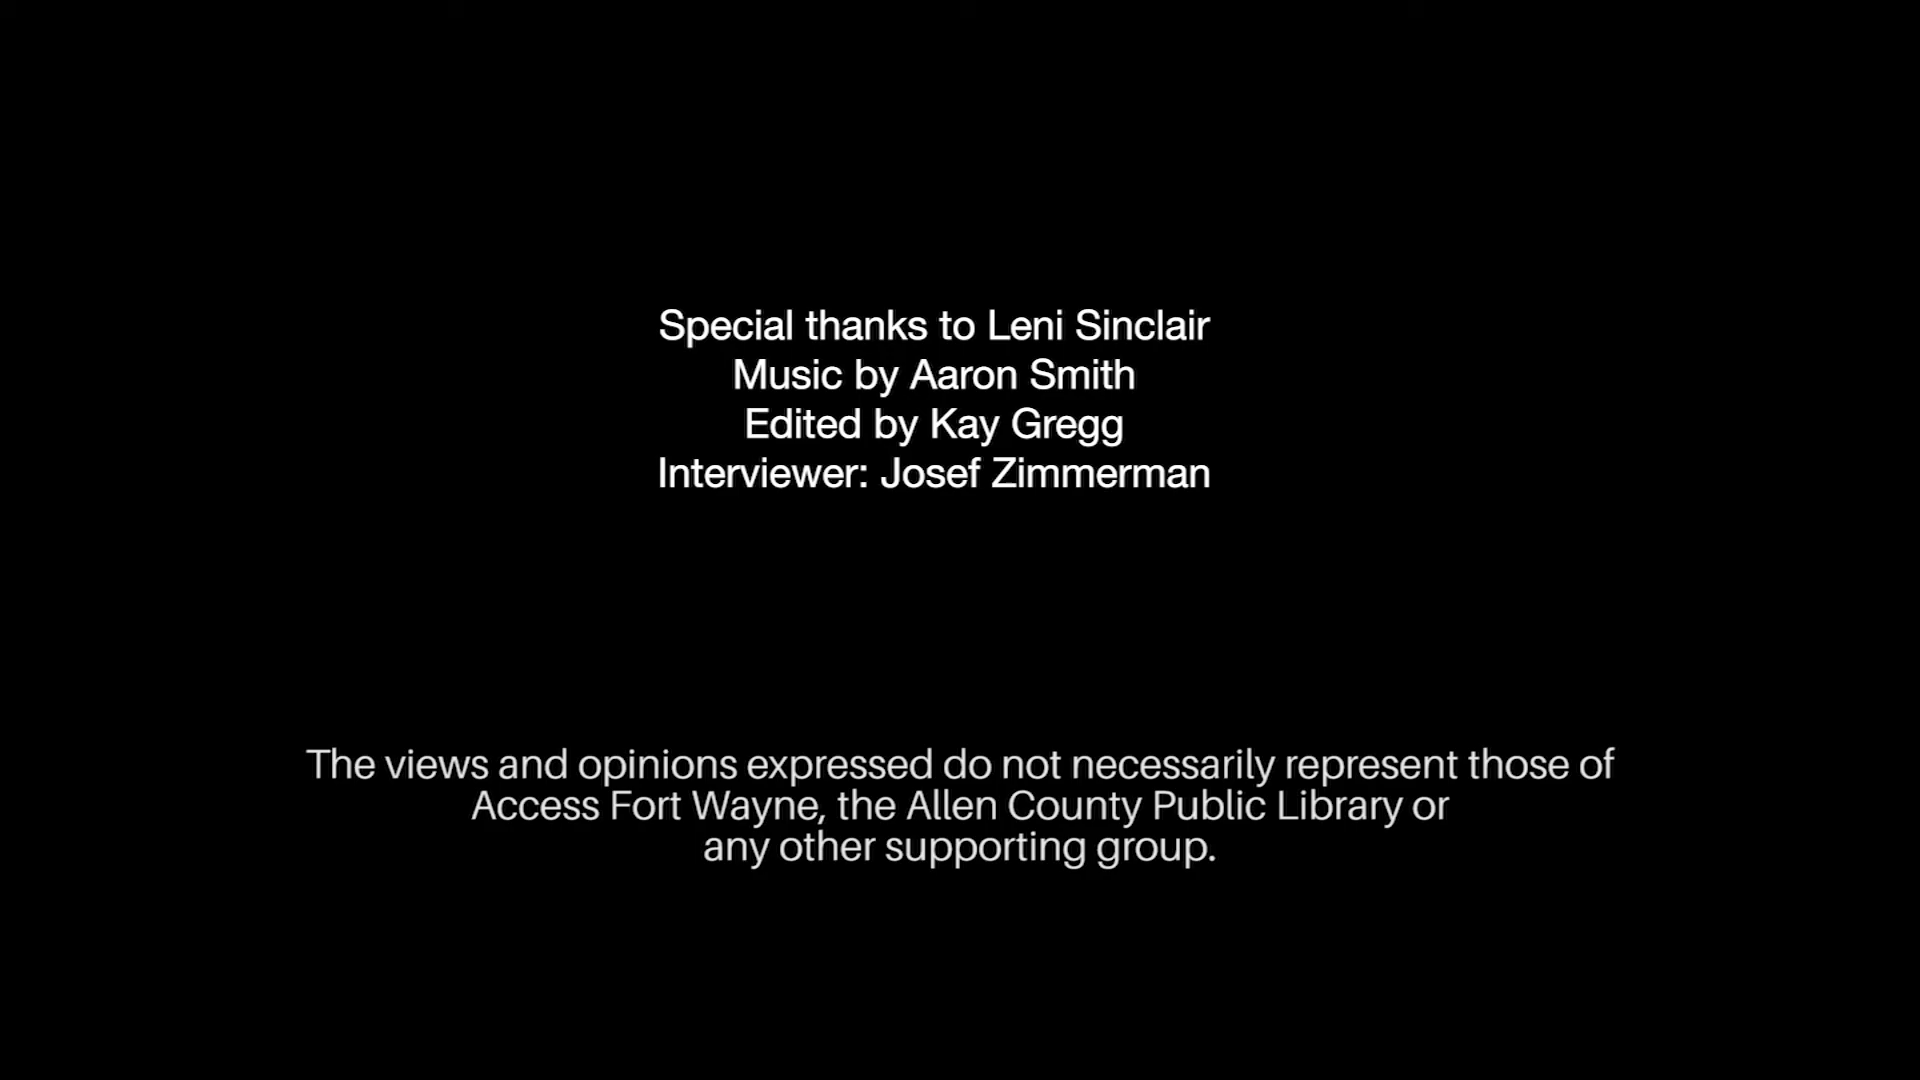 Special thanks to Leni Sinclair
Music by Aaron Smith
Edited by Kay Gregg
Interviewer: Josef Zimmerman
The views and opinions expressed do not necessarily represent those of
Access Fort Wayne, the Allen County Public Library or
any other supporting group.